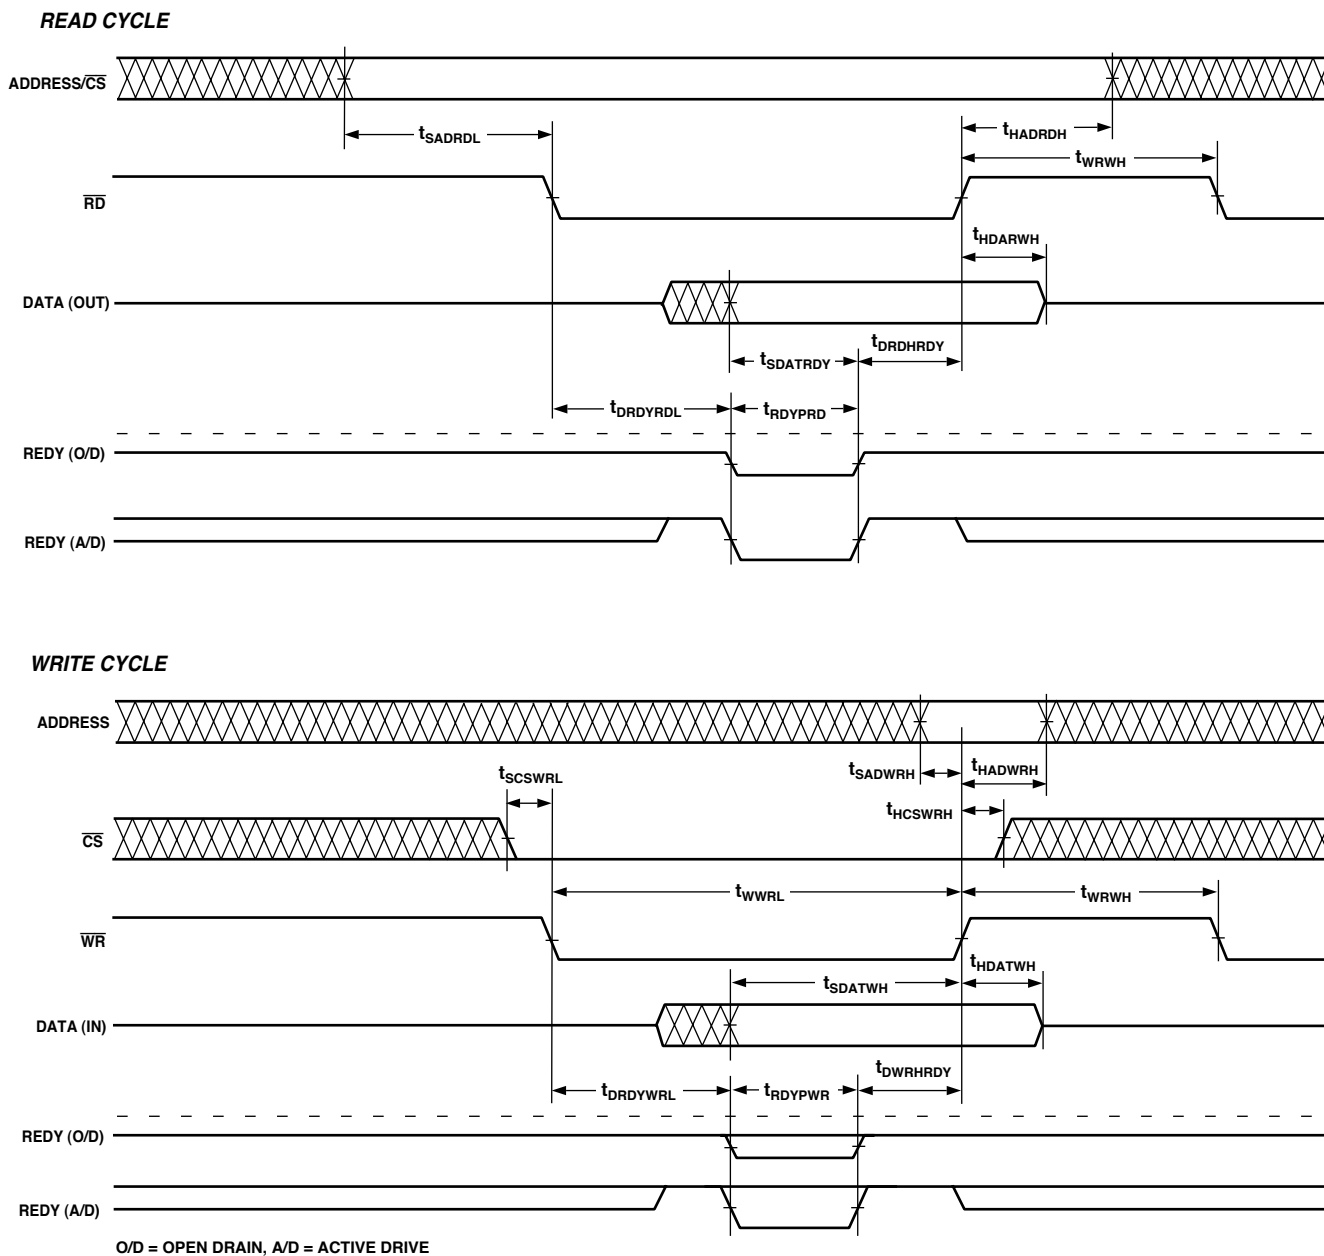 READ CYCLE
ADDRESS/CS
tSADRDL
tHADRDH
tWRWH
RD
tHDARWH
DATA (OUT)
tSDATRDY
tDRDHRDY
tDRDYRDL
tRDYPRD
REDY (O/D)
REDY (A/D)
WRITE CYCLE
ADDRESS
tSCSWRL
tSADWRH
tHADWRH
tHCSWRH
CS
tWWRL
tWRWH
WR
tHDATWH
tSDATWH
DATA (IN)
tDWRHRDY
tDRDYWRL
tRDYPWR
REDY (O/D)
REDY (A/D)
O/D = OPEN DRAIN, A/D = ACTIVE DRIVE